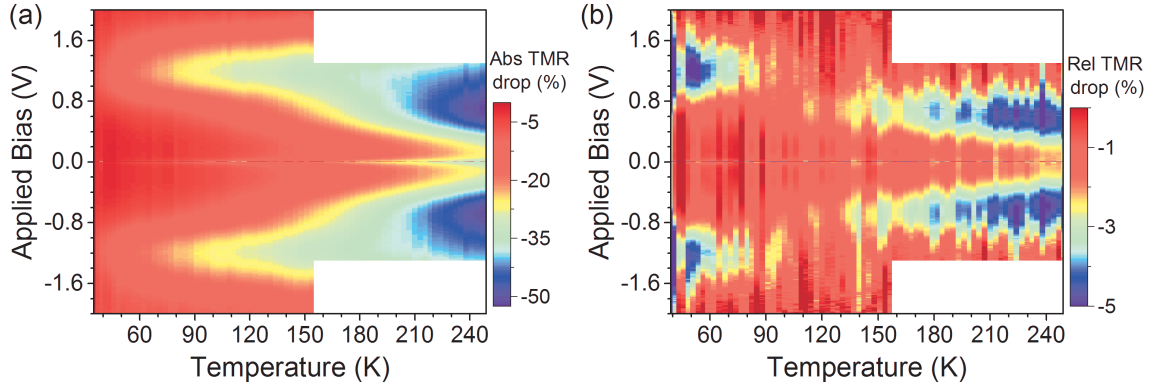 (a)
Applied Bias (V)
1.6
0.8
0.0
-0.8
-1.6
60 90 120 150 180 210 240
Temperature (K)
Abs TMR
drop (%)
-5
-20
-35
-50
(b)
Applied Bias (V)
1.6
0.8
0.0
-0.8
-1.6
60 90 120 150 180 210 240
Temperature (K)
Rel TMR
drop (%)
-1
-3
-5